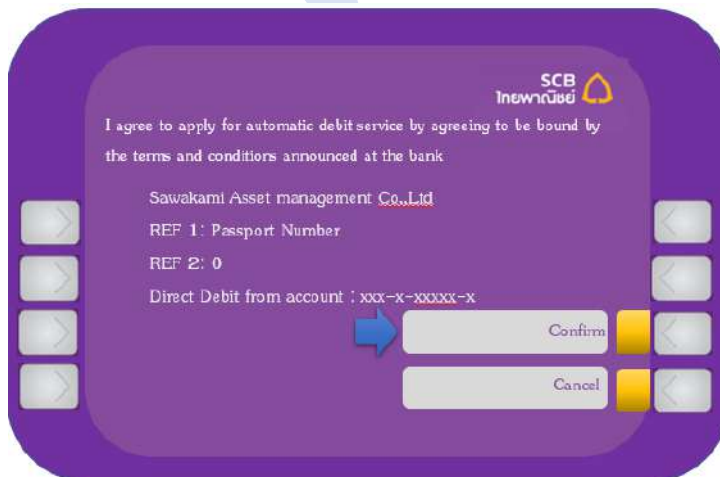 SCB
ไทยพาณิชย์
I agree to apply for automatic debit service by agreeing to be bound by
the terms and conditions announced at the bank
Sawakami Asset management Co,.Ltd
REF 1: Passport Number
REF 2: 0
Direct Debit from account : xxx-x-xxxxx-x
Confirm
Cancel